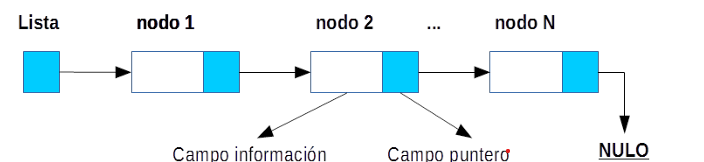 Lista nodo 1 nodo 2 ... nodo N
Campo información Campo puntero NULO